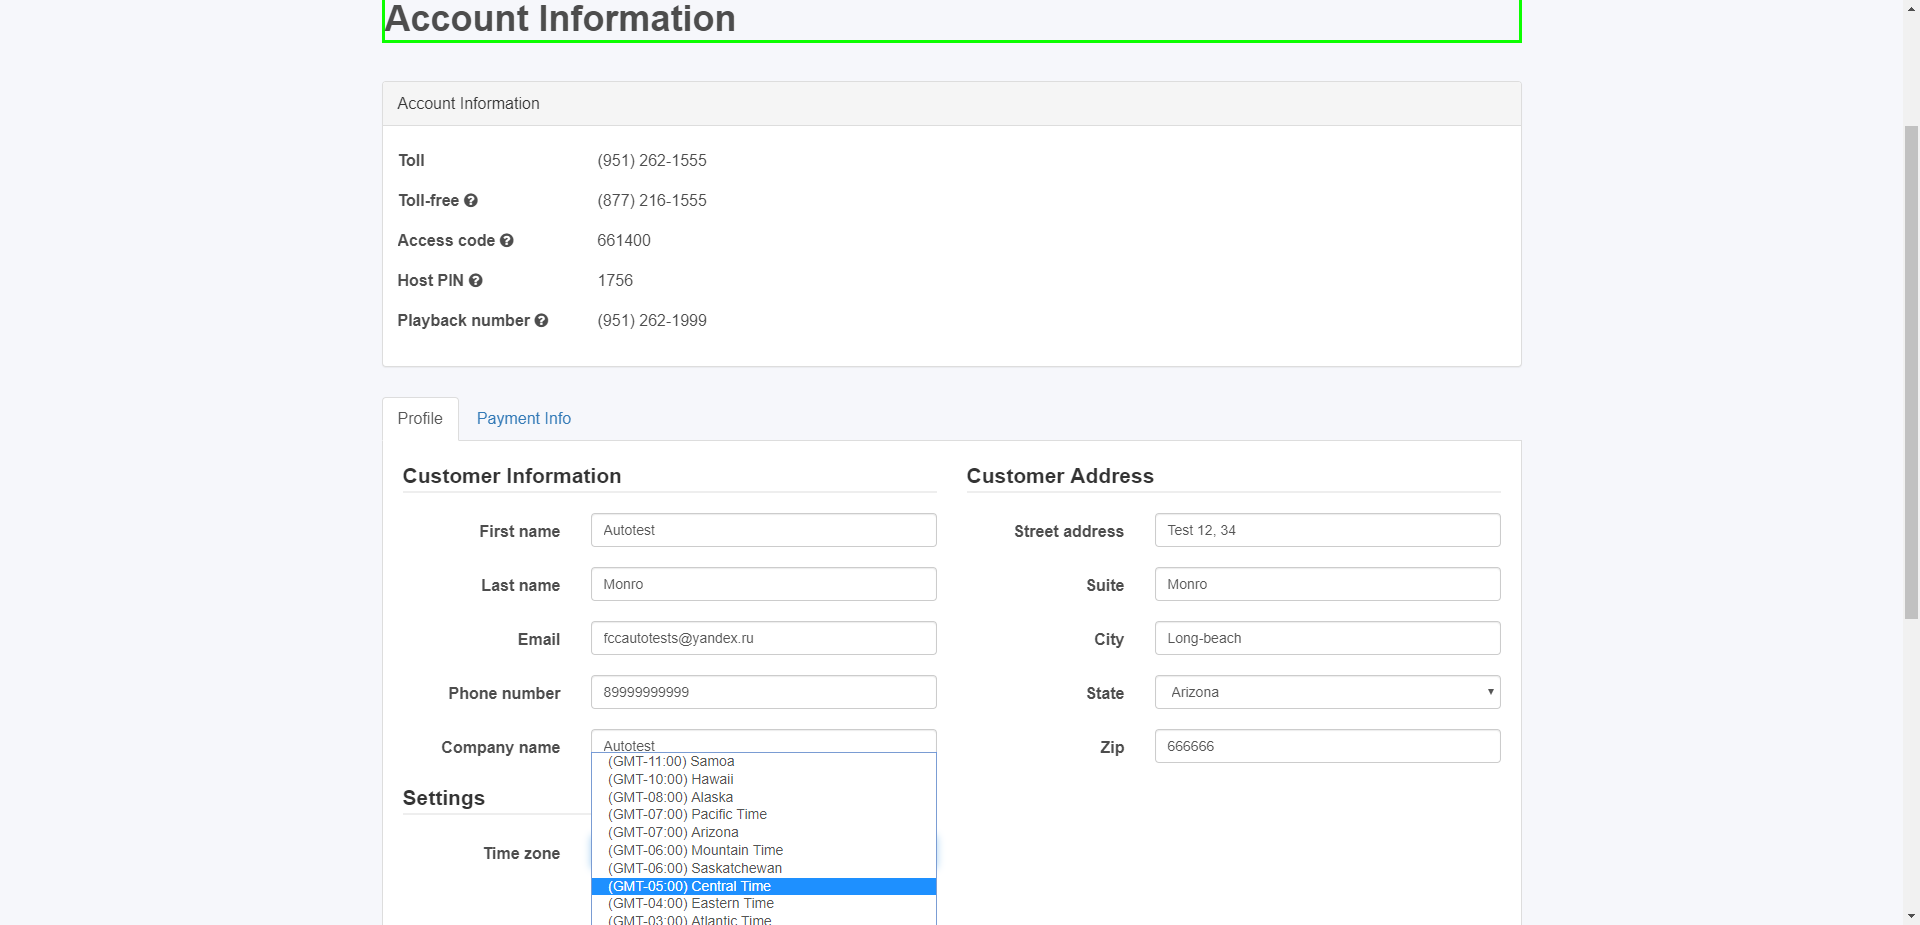 Account Information
Account Information
Toll (951) 262-1555
Toll-free (877) 216-1555
Access code 661400
Host PIN 1756
Playback number (951) 262-1999
Profile Payment Info
Customer Information
First name Autotest
Last name Monro
Email fccautotests@yandex.ru
Phone number 89999999999
Company name Autotest
Settings
Time zone
(GMT-11:00) Samoa
(GMT-10:00) Hawaii
(GMT-08:00) Alaska
(GMT-07:00) Pacific Time
(GMT-07:00) Arizona
(GMT-06:00) Mountain Time
(GMT-06:00) Saskatchewan
(GMT-05:00) Central Time
(GMT-04:00) Eastern Time
(GMT-03:00) Atlantic Time
Customer Address
Street address Test 12, 34
Suite Monro
City Long-beach
State Arizona
Zip 666666